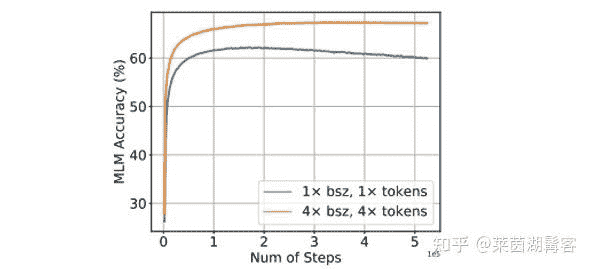 MLM Accuracy (%)
60
50
40
30
0 1 2 3 4 5
1e5
Num of Steps
1× bsz, 1× tokens
4× bsz, 4× tokens
知乎 @莱茵湖髯客